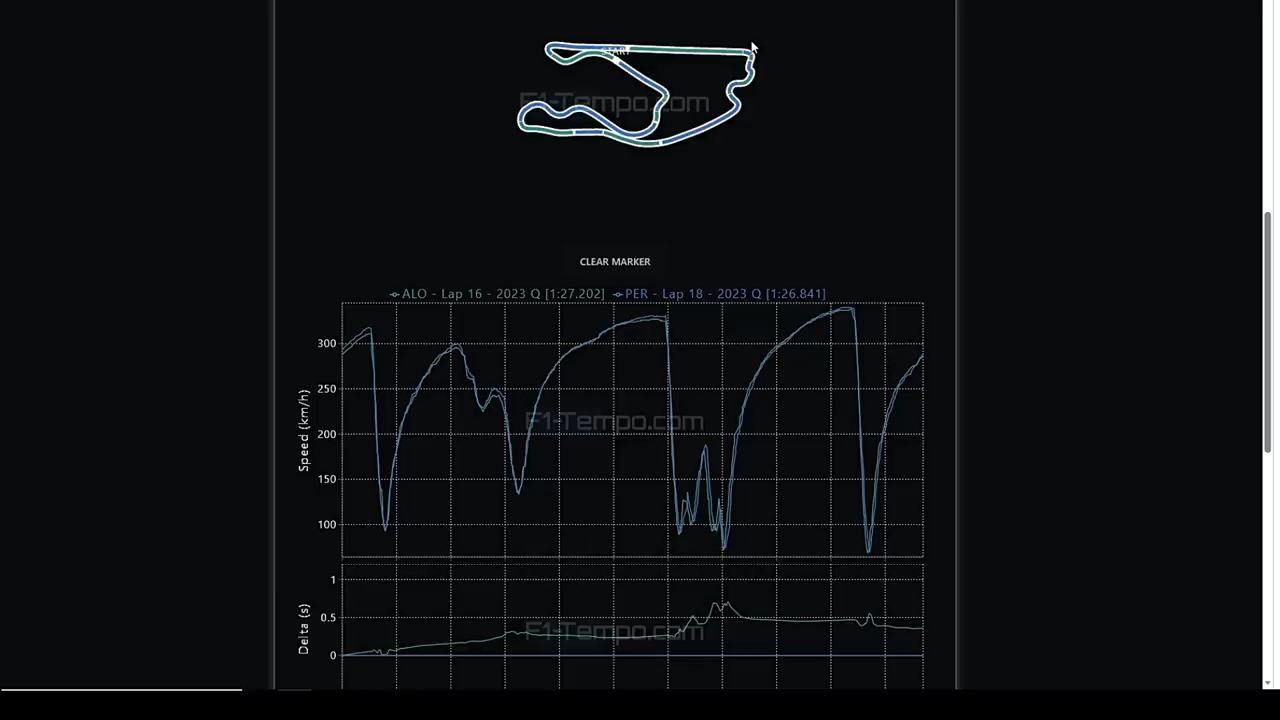 START
F1-Tempo.com
CLEAR MARKER
ALO - Lap 16 - 2023 Q [1:27.202] PER - Lap 18 - 2023 Q [1:26.841]
300
250
200
150
100
Speed (km/h)
F1-Tempo.com
1
0.5
0
Delta (s)
F1-Tempo.com